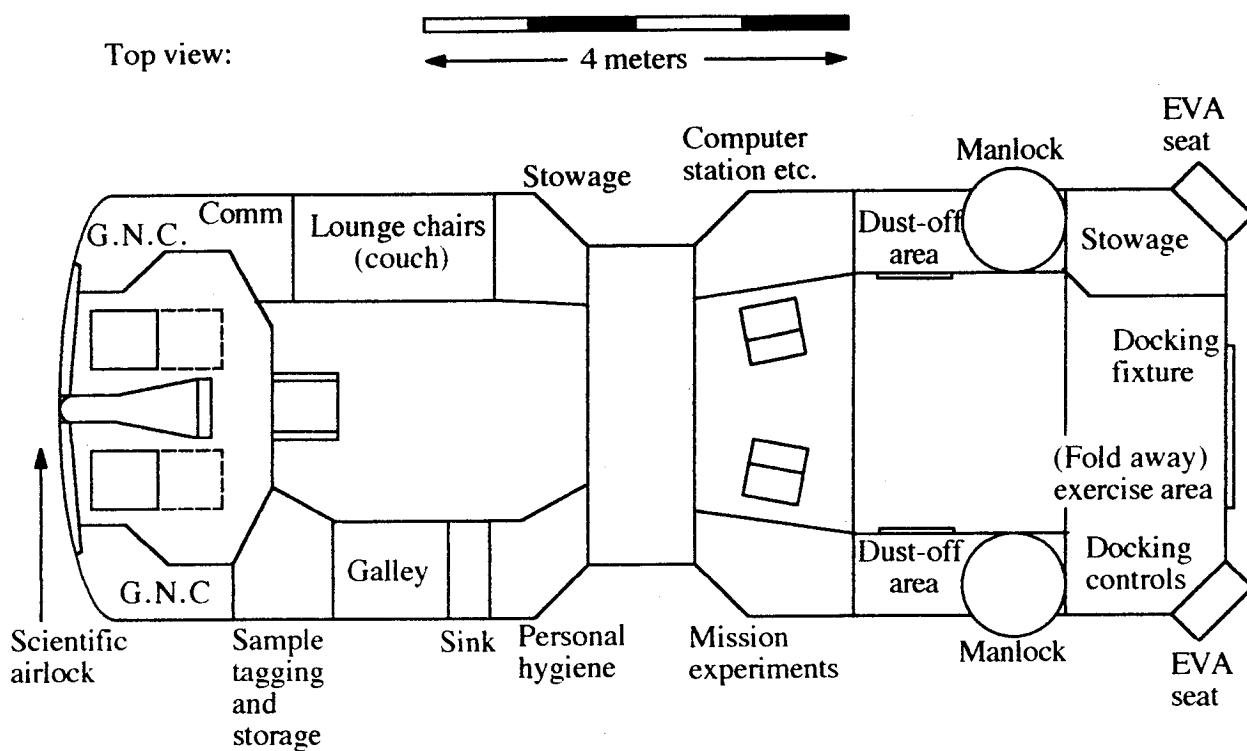 Top view:
4 meters
EVA
seat
Computer
station etc.
Manlock
Stowage
Comm
G.N.C.
Lounge chairs
(couch)
Dust-off
area
Stowage
Docking
fixture
(Fold away)
exercise area
Galley
Dust-off
area
Docking
controls
G.N.C
Scientific
airlock
Sample
tagging
and
storage
Sink
Personal
hygiene
Mission
experiments
Manlock
EVA
seat